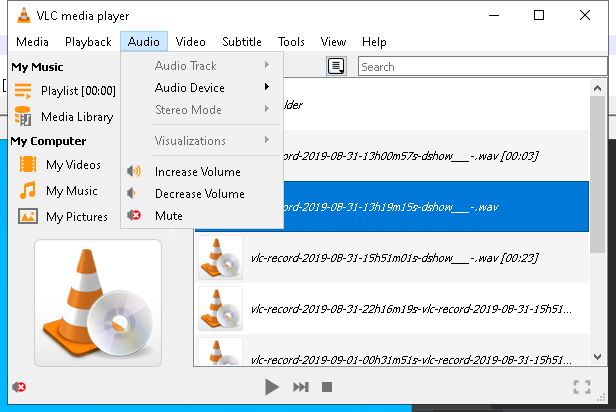 VLC media player
Media Playback Audio Video Subtitle Tools View Help
My Music
Playlist [00:00]
Media Library
My Computer
My Videos
My Music
My Pictures
Audio Track
Audio Device
Stereo Mode
Visualizations
Increase Volume
Decrease Volume
Mute
Search
older
record-2019-08-31-13h00m57s-dshow___-.wav [00:03]
record-2019-08-31-13h19m15s-dshow___-.wav
vlc-record-2019-08-31-15h51m01s-dshow___-.wav [00:23]
vlc-record-2019-08-31-22h16m19s-vlc-record-2019-08-31-15h51...
vlc-record-2019-09-01-00h31m51s-vlc-record-2019-08-31-15h51...